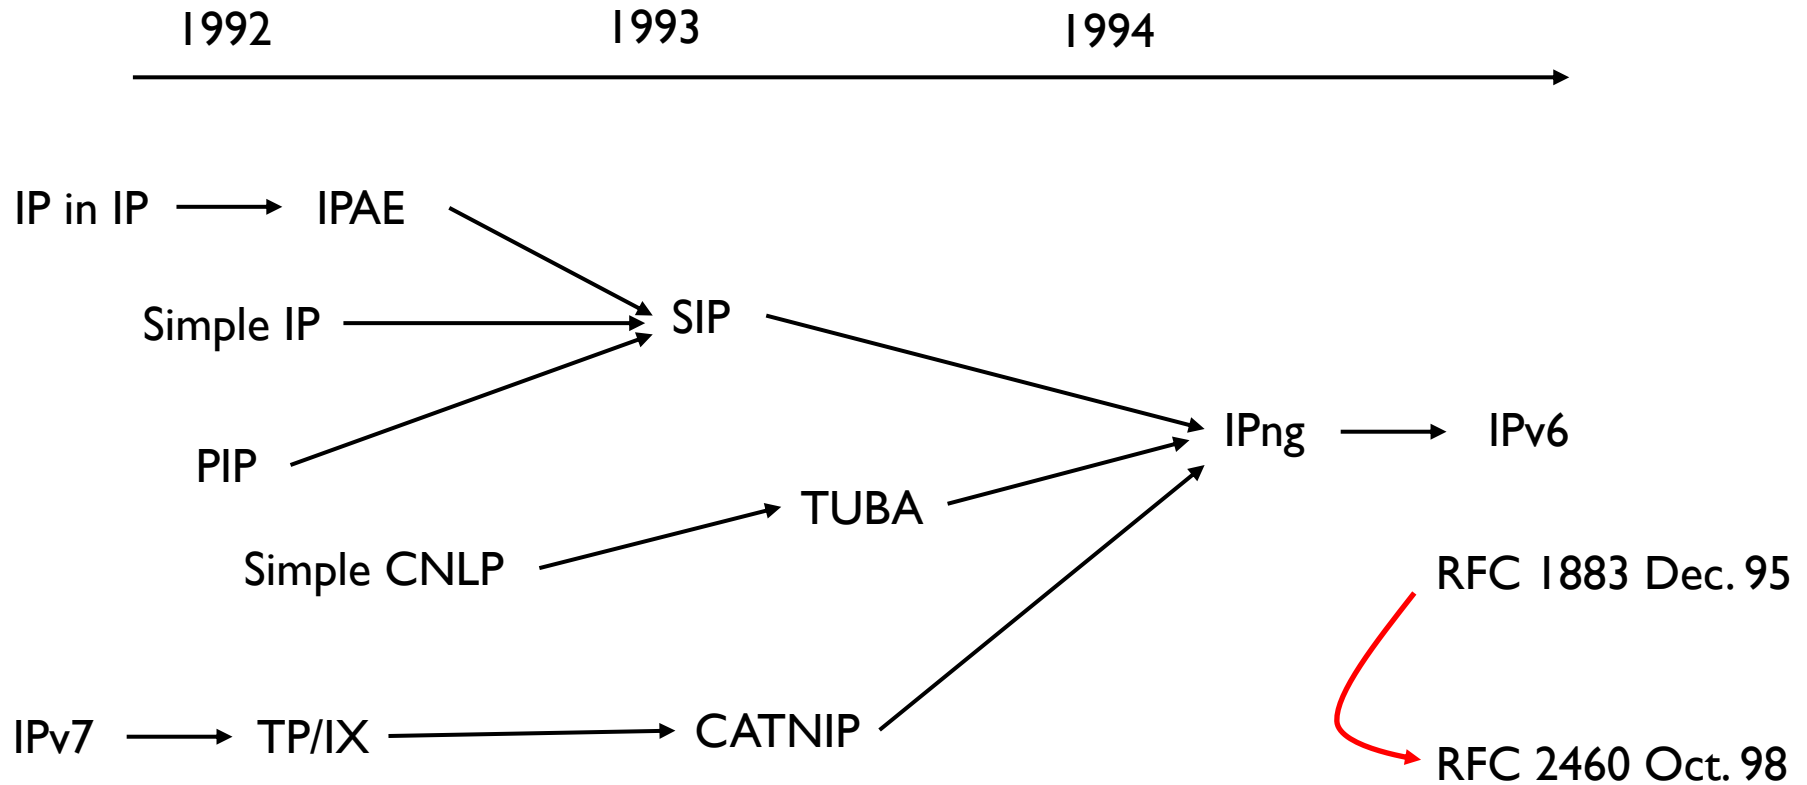 1992
1993
1994
IP in IP
IPAE
Simple IP
SIP
PIP
IPng
IPv6
TUBA
Simple CNLP
RFC 1883 Dec. 95
IPv7
TP/IX
CATNIP
RFC 2460 Oct. 98